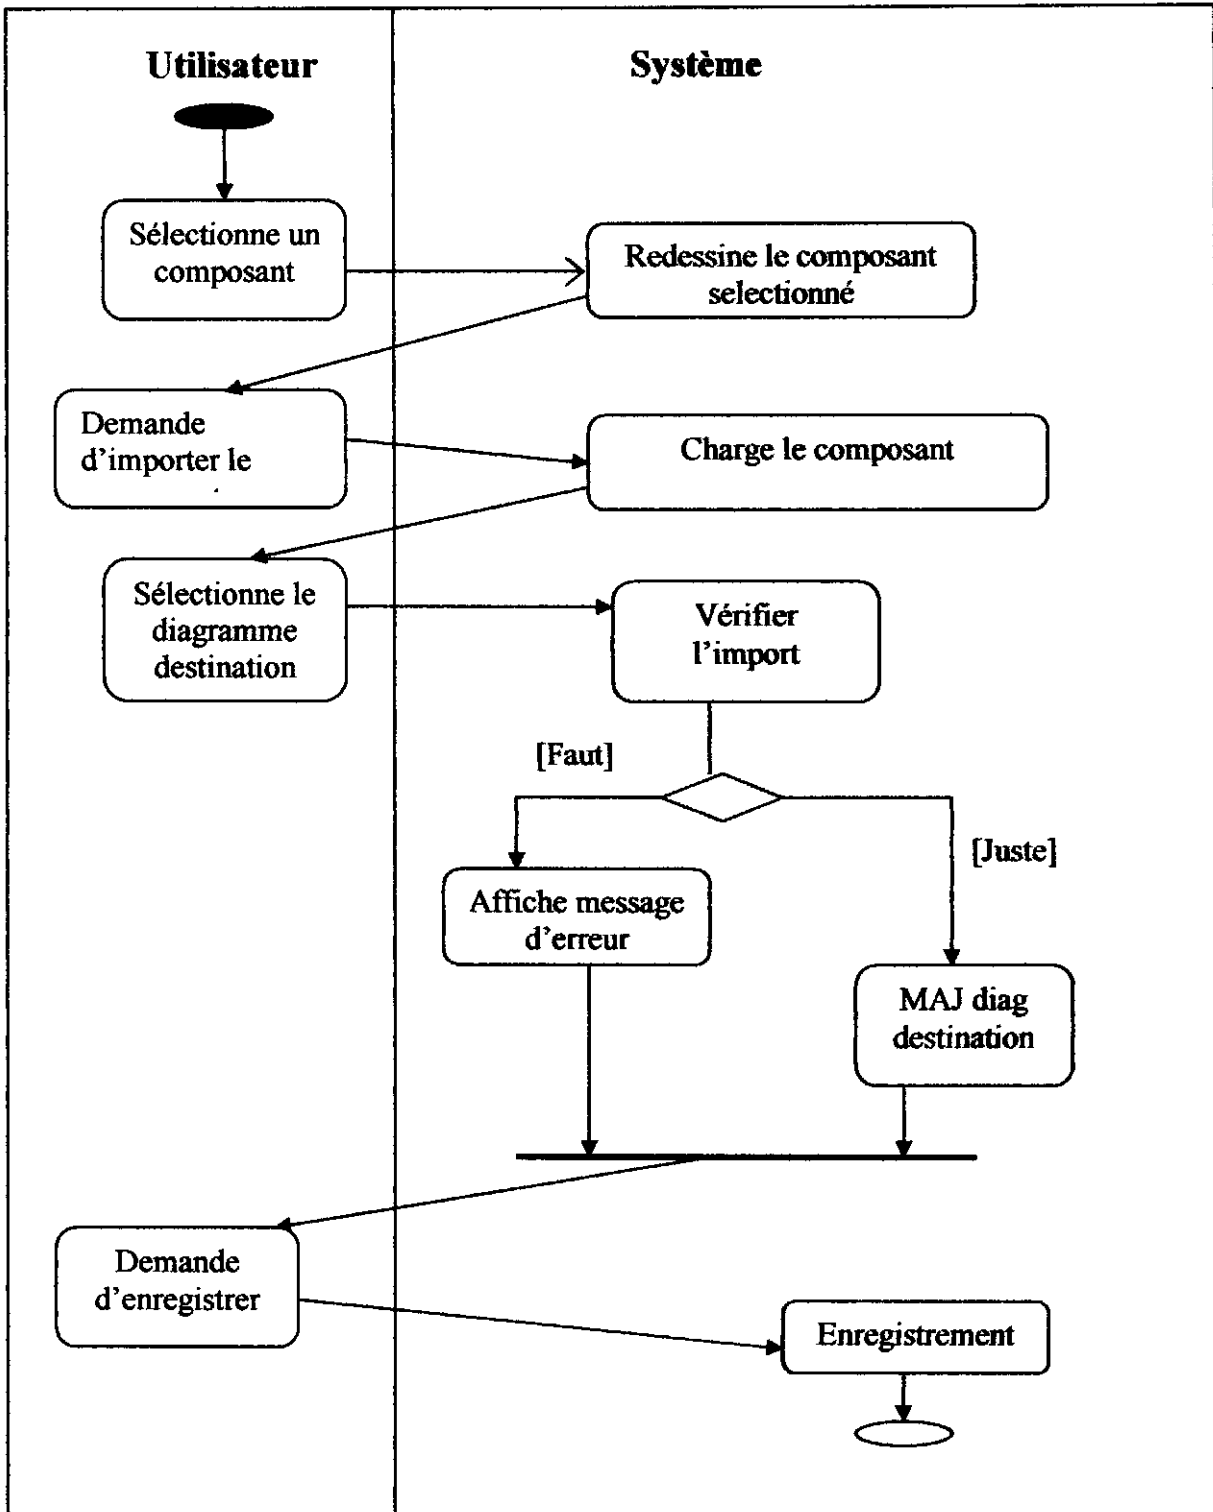 Utilisateur
Système
Sélectionne un
composant
Redessine le composant
selectionné
Demande
d'importer le
Charge le composant
Sélectionne le
diagramme
destination
Vérifier
l'import
[Faut]
[Juste]
Affiche message
d'erreur
MAJ diag
destination
Demande
d'enregistrer
Enregistrement